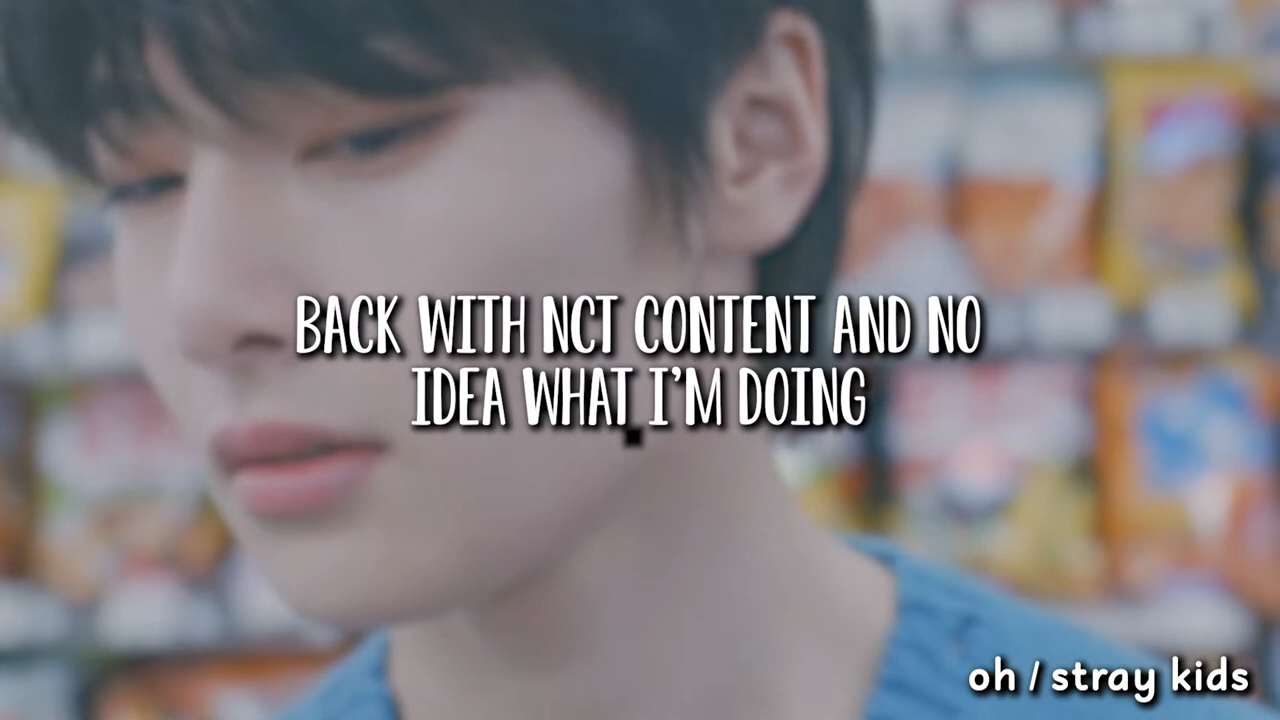 BACK WITH NCT CONTENT AND NO
IDEA WHAT I'M DOING
oh / stray kids